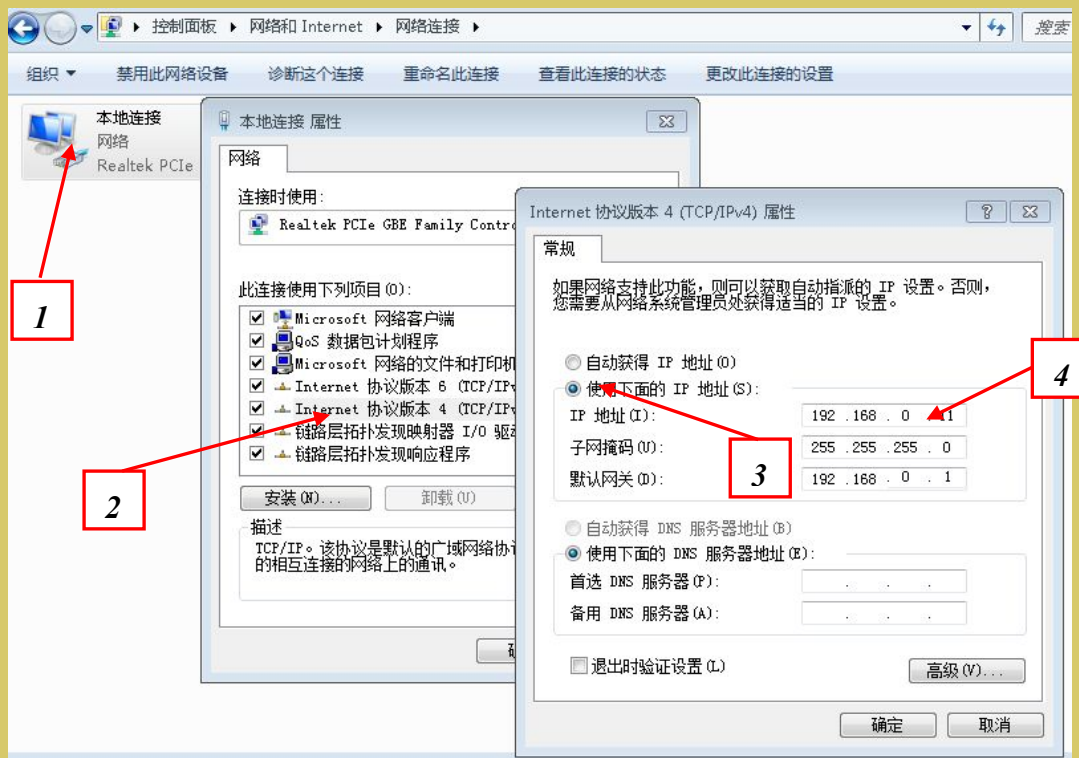 控制面板 网络和 Internet 网络连接
搜索
组织 禁用此网络设备 诊断这个连接 重命名此连接 查看此连接的状态 更改此连接的设置
本地连接
网络
Realtek PCIe
1
本地连接 属性
网络
连接时使用:
Realtek PCIe GBE Family Contro
此连接使用下列项目(O):
Microsoft 网络客户端
QoS 数据包计划程序
Microsoft 网络的文件和打印机
Internet 协议版本 6 (TCP/IPv
Internet 协议版本 4 (TCP/IPv
链路层拓扑发现映射器 I/O 驱动
链路层拓扑发现响应程序
2
安装(N)... 卸载(U)
描述
TCP/IP。该协议是默认的广域网络协议
的相互连接的网络上的通讯。
Internet 协议版本 4 (TCP/IPv4) 属性
常规
如果网络支持此功能，则可以获取自动指派的 IP 设置。否则，
您需要从网络系统管理员处获得适当的 IP 设置。
自动获得 IP 地址(O)
使用下面的 IP 地址(S):
IP 地址(I): 192 .168 . 0 . 11
子网掩码(U): 255 .255 .255 . 0
默认网关(D): 192 .168 . 0 . 1
3
4
自动获得 DNS 服务器地址(B)
使用下面的 DNS 服务器地址(E):
首选 DNS 服务器(P): . . .
备用 DNS 服务器(A): . . .
退出时验证设置(L)
高级(V)...
确定 取消